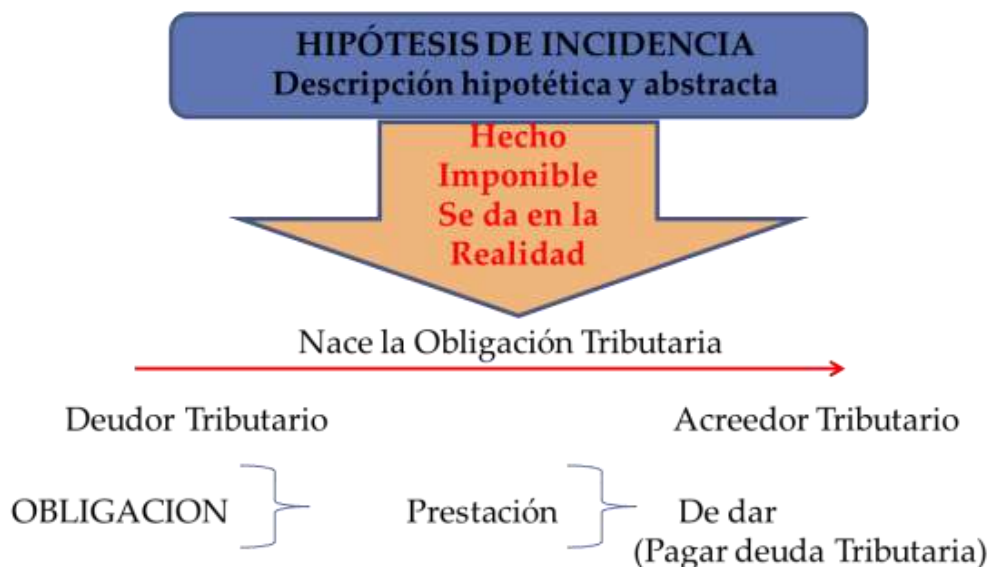 HIPÓTESIS DE INCIDENCIA
Descripción hipotética y abstracta
Hecho
Imponible
Se da en la
Realidad
Nace la Obligación Tributaria
Deudor Tributario
Acreedor Tributario
OBLIGACION
Prestación
De dar
(Pagar deuda Tributaria)